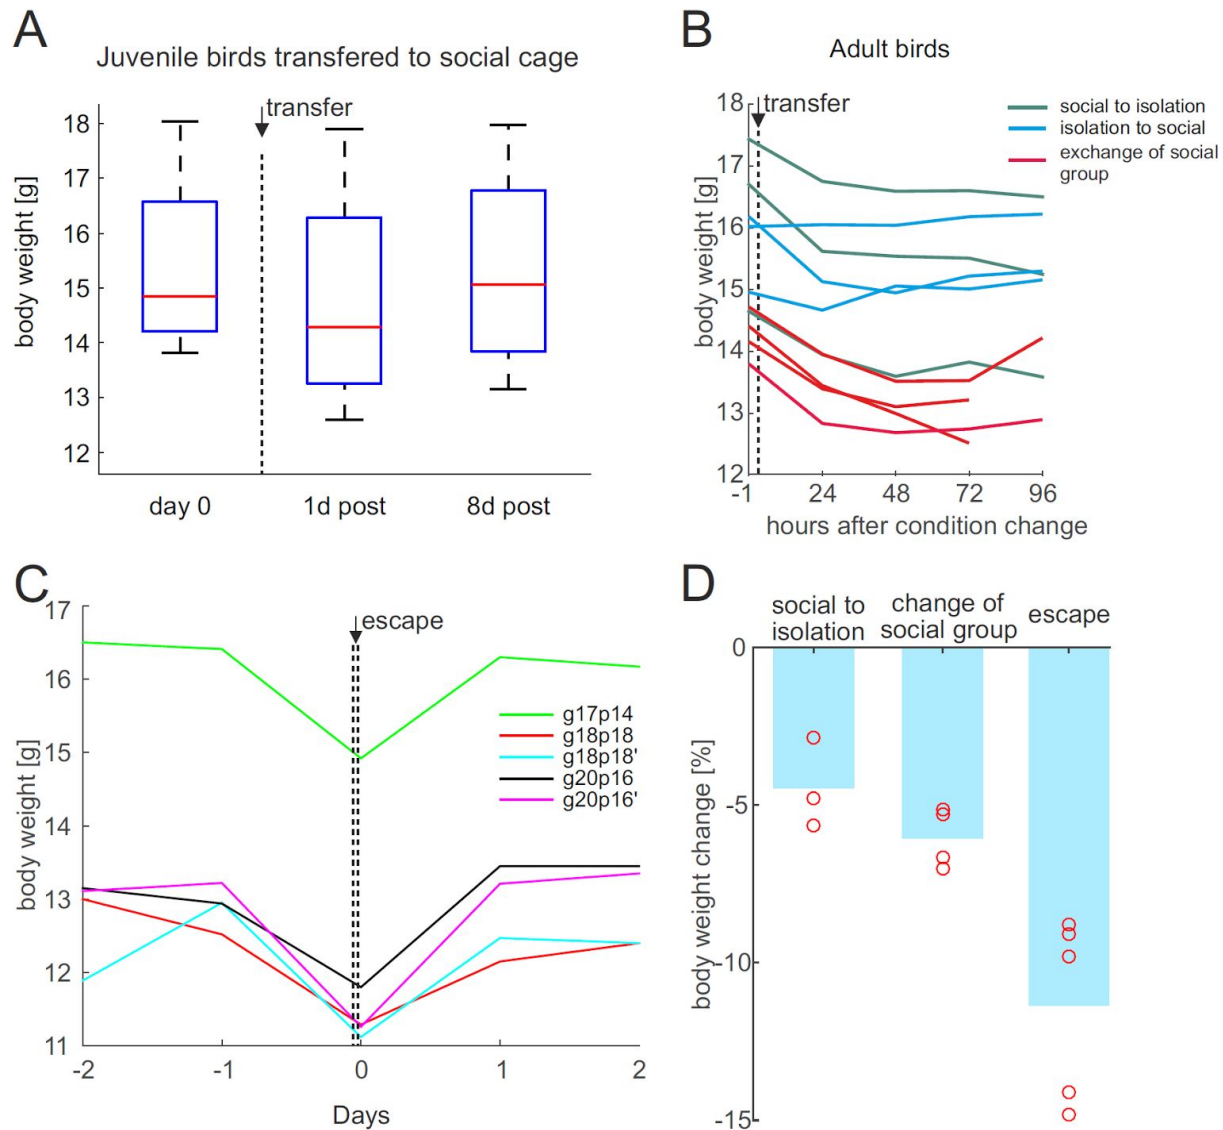 A
Juvenile birds transfered to social cage
transfer
body weight [g]
18
17
16
15
14
13
12
day 0
1d post
8d post
B
Adult birds
transfer
social to isolation
isolation to social
exchange of social
group
body weight [g]
18
17
16
15
14
13
12
-1
24
48
72
96
hours after condition change
C
escape
body weight [g]
17
16
15
14
13
12
11
g17p14
g18p18
g18p18'
g20p16
g20p16'
-2
-1
0
1
2
Days
D
social to
isolation
change of
social group
escape
body weight change [%]
0
-5
-10
-15